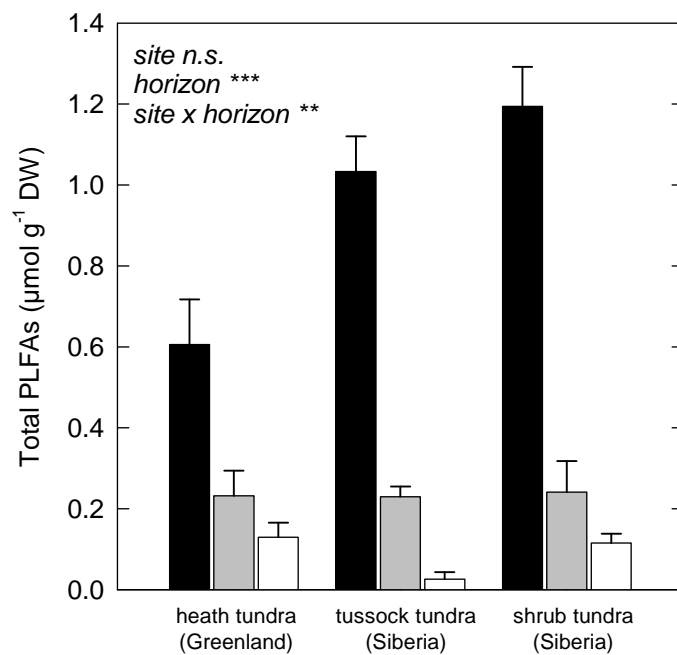 1.4
1.2
1.0
0.8
0.6
0.4
0.2
0.0
Total PLFAs (µmol g⁻¹ DW)
site n.s.
horizon ***
site x horizon **
heath tundra
(Greenland)
tussock tundra
(Siberia)
shrub tundra
(Siberia)